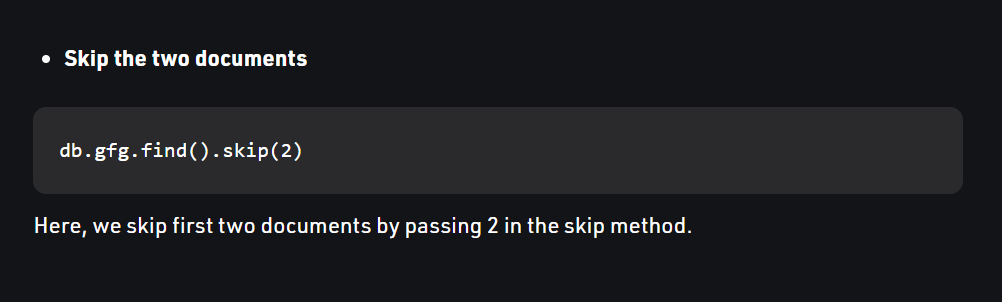 Skip the two documents
db.gfg.find().skip(2)
Here, we skip first two documents by passing 2 in the skip method.